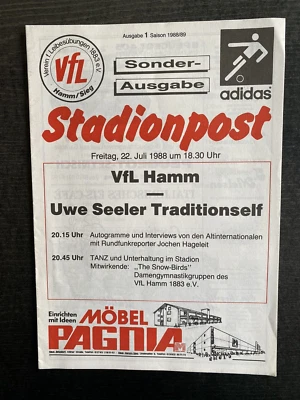 Ausgabe 1 Saison 1988/89
Verein f. Leibesübungen 1883 e.V.
VfL
Hamm/Sieg
Sonder-
Ausgabe
adidas
Stadionpost
Freitag, 22. Juli 1988 um 18.30 Uhr
VfL Hamm
—
Uwe Seeler Traditionself
20.15 Uhr Autogramme und Interviews von den Altinternationalen
mit Rundfunkreporter Jochen Hageleit
20.45 Uhr TANZ und Unterhaltung im Stadion
Mitwirkende: „The Snow-Birds"
Damengymnastikgruppen des
VfL Hamm 1883 e.V.
Einrichten
mit Ideen
MÖBEL
PAGNIA